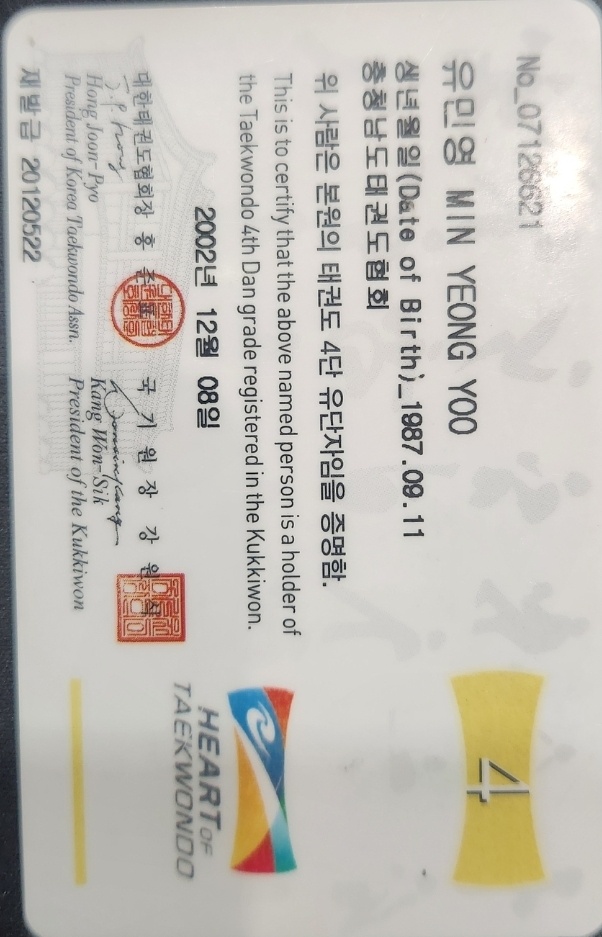 No_07126621
유민영 MIN YEONG YOO
생년월일(Date of Birth)_1987.09.11
충청남도태권도협회
위 사람은 본원의 태권도 4단 유단자임을 증명함.
This is to certify that the above named person is a holder of
the Taekwondo 4th Dan grade registered in the Kukkiwon.
2002년 12월 08일
대한태권도협회장 홍 준 표 국 기 원 장 강 원 식
Hong Joon-Pyo Kang Won-Sik
President of Korea Taekwondo Assn. President of the Kukkiwon
재발급 20120522
4
HEART OF
TAEKWONDO